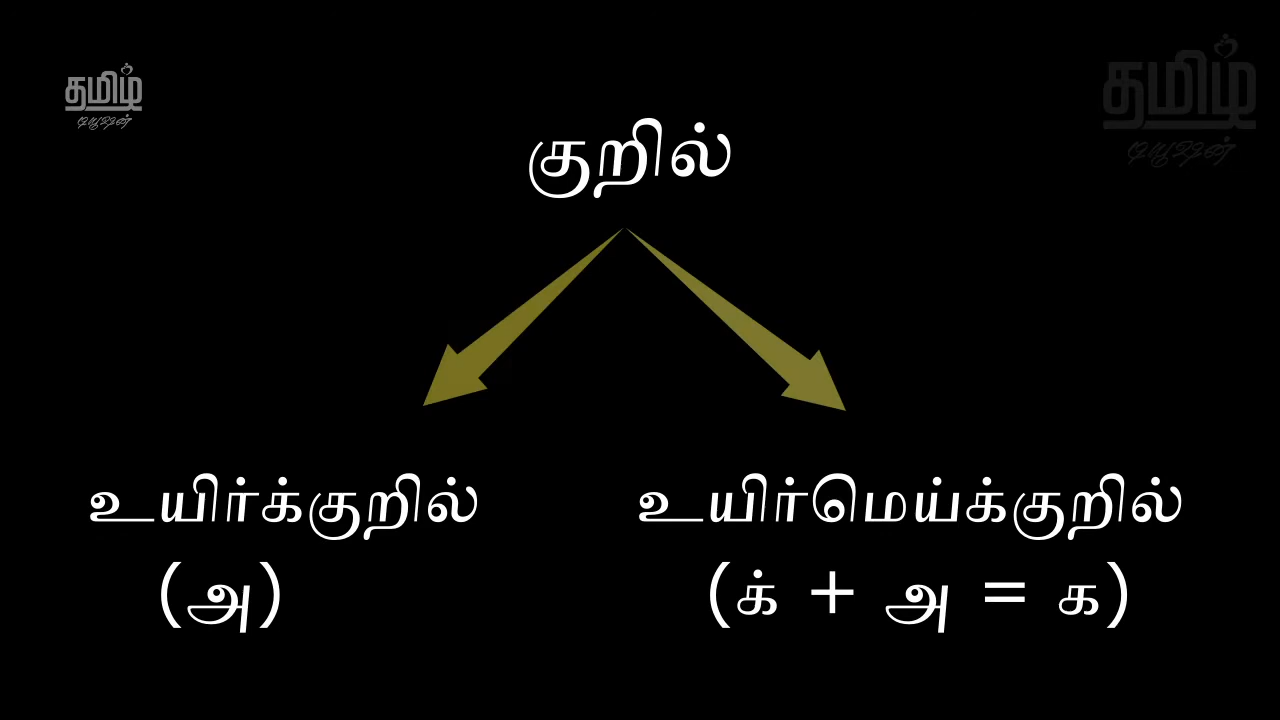 தமிழ்
தமிழ்
குறில்
உயிர்க்குறில்
உயிர்மெய்க்குறில்
(அ)
(க் + அ = க)